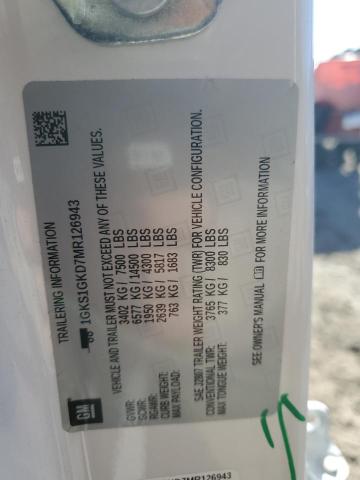 TRAILERING INFORMATION
1GKS1GKD7MR126943
VEHICLE AND TRAILER MUST NOT EXCEED ANY OF THESE VALUES.
GVWR: 3402 KG / 7500 LBS
GCWR: 6577 KG / 14500 LBS
RGAWR: 1950 KG / 4300 LBS
CURB WEIGHT: 2639 KG / 5817 LBS
MAX PAYLOAD: 763 KG / 1683 LBS
SAE J2807 TRAILER WEIGHT RATING (TWR) FOR VEHICLE CONFIGURATION.
CONVENTIONAL TWR: 3765 KG / 8300 LBS
MAX TONGUE WEIGHT: 377 KG / 830 LBS
SEE OWNER'S MANUAL FOR MORE INFORMATION
GM
KD7MR126943